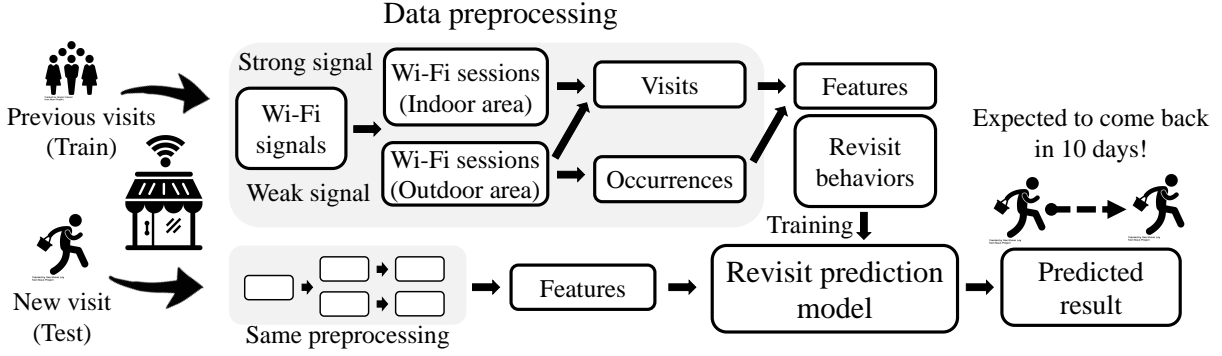 Data preprocessing
Previous visits
(Train)
Strong signal
Wi-Fi
signals
Weak signal
Wi-Fi sessions
(Indoor area)
Wi-Fi sessions
(Outdoor area)
Visits
Occurrences
Features
Revisit
behaviors
Training
Expected to come back
in 10 days!
New visit
(Test)
Same preprocessing
Features
Revisit prediction
model
Predicted
result